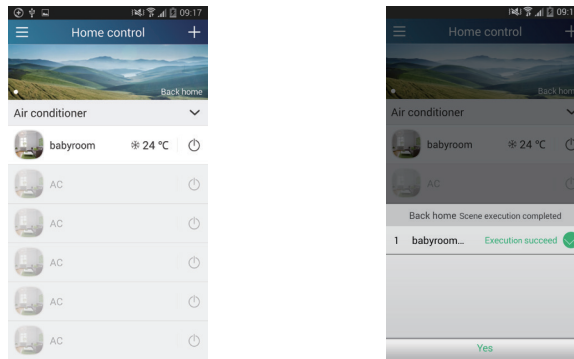 09:17
Home control
Back home
Air conditioner
babyroom ❄ 24 °C
AC
AC
AC
AC
AC
09:1
Home control
Back hom
Air conditioner
babyroom ❄ 24 °C
AC
Back home Scene execution completed
1 babyroom... Execution succeed
Yes